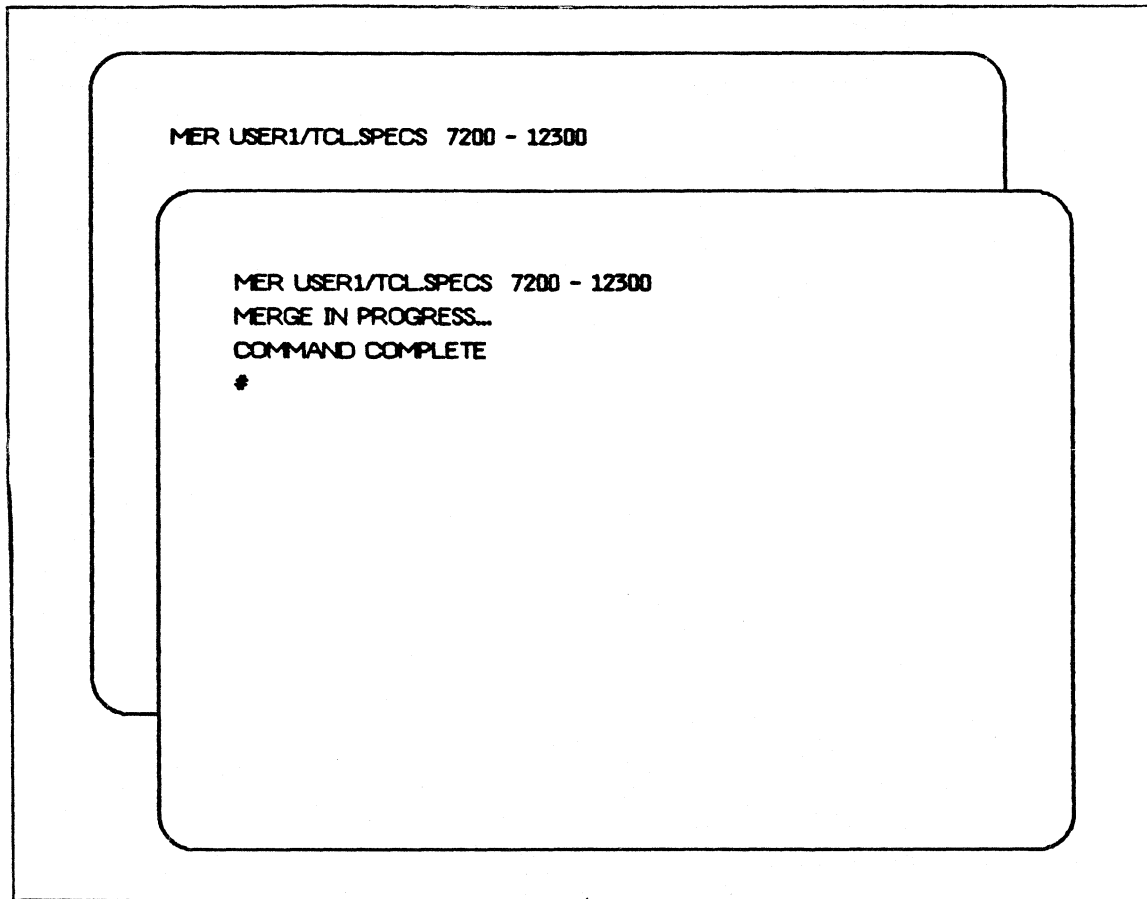 MER USER1/TCL.SPECS 7200 - 12300
MER USER1/TCL.SPECS 7200 - 12300
MERGE IN PROGRESS...
COMMAND COMPLETE
#